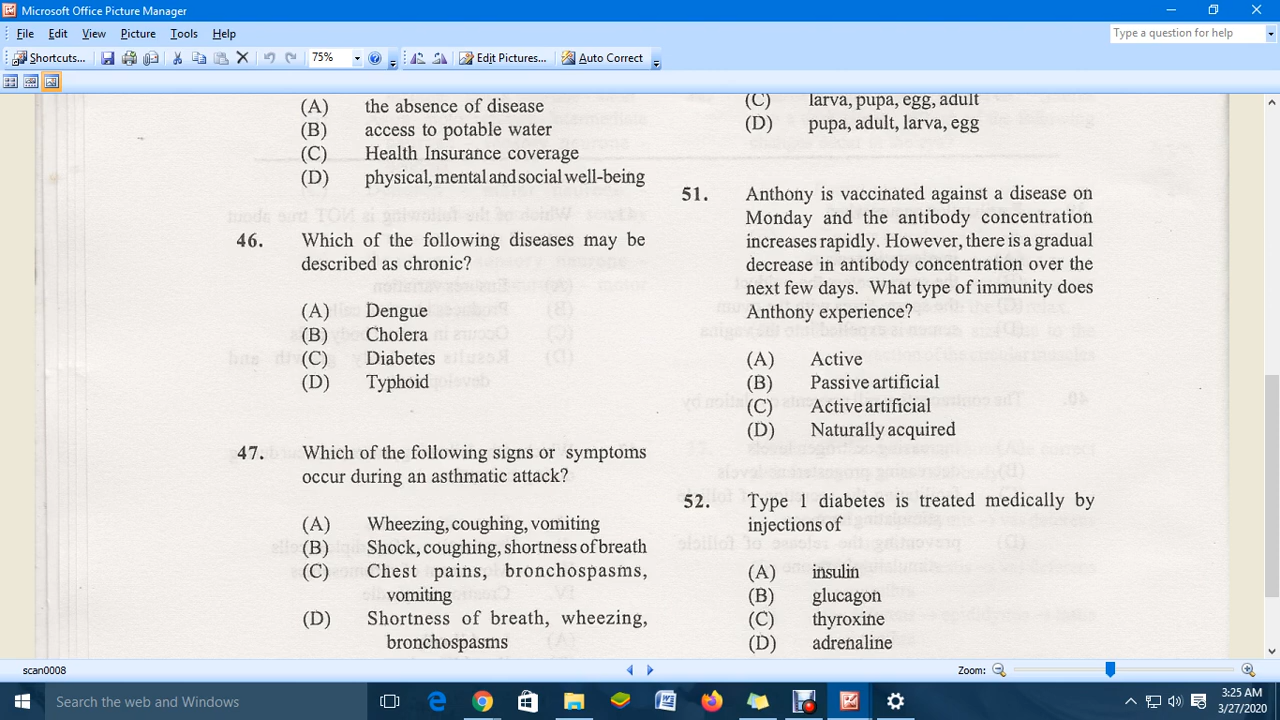 Microsoft Office Picture Manager
File Edit View Picture Tools Help
Type a question for help
Shortcuts... 75% Edit Pictures... Auto Correct
(A) the absence of disease
(B) access to potable water
(C) Health Insurance coverage
(D) physical, mental and social well-being
46. Which of the following diseases may be
described as chronic?
(A) Dengue
(B) Cholera
(C) Diabetes
(D) Typhoid
47. Which of the following signs or symptoms
occur during an asthmatic attack?
(A) Wheezing, coughing, vomiting
(B) Shock, coughing, shortness of breath
(C) Chest pains, bronchospasms,
vomiting
(D) Shortness of breath, wheezing,
bronchospasms
(C) larva, pupa, egg, adult
(D) pupa, adult, larva, egg
51. Anthony is vaccinated against a disease on
Monday and the antibody concentration
increases rapidly. However, there is a gradual
decrease in antibody concentration over the
next few days. What type of immunity does
Anthony experience?
(A) Active
(B) Passive artificial
(C) Active artificial
(D) Naturally acquired
52. Type 1 diabetes is treated medically by
injections of
(A) insulin
(B) glucagon
(C) thyroxine
(D) adrenaline
scan0008
Zoom:
Search the web and Windows
3:25 AM
3/27/2020